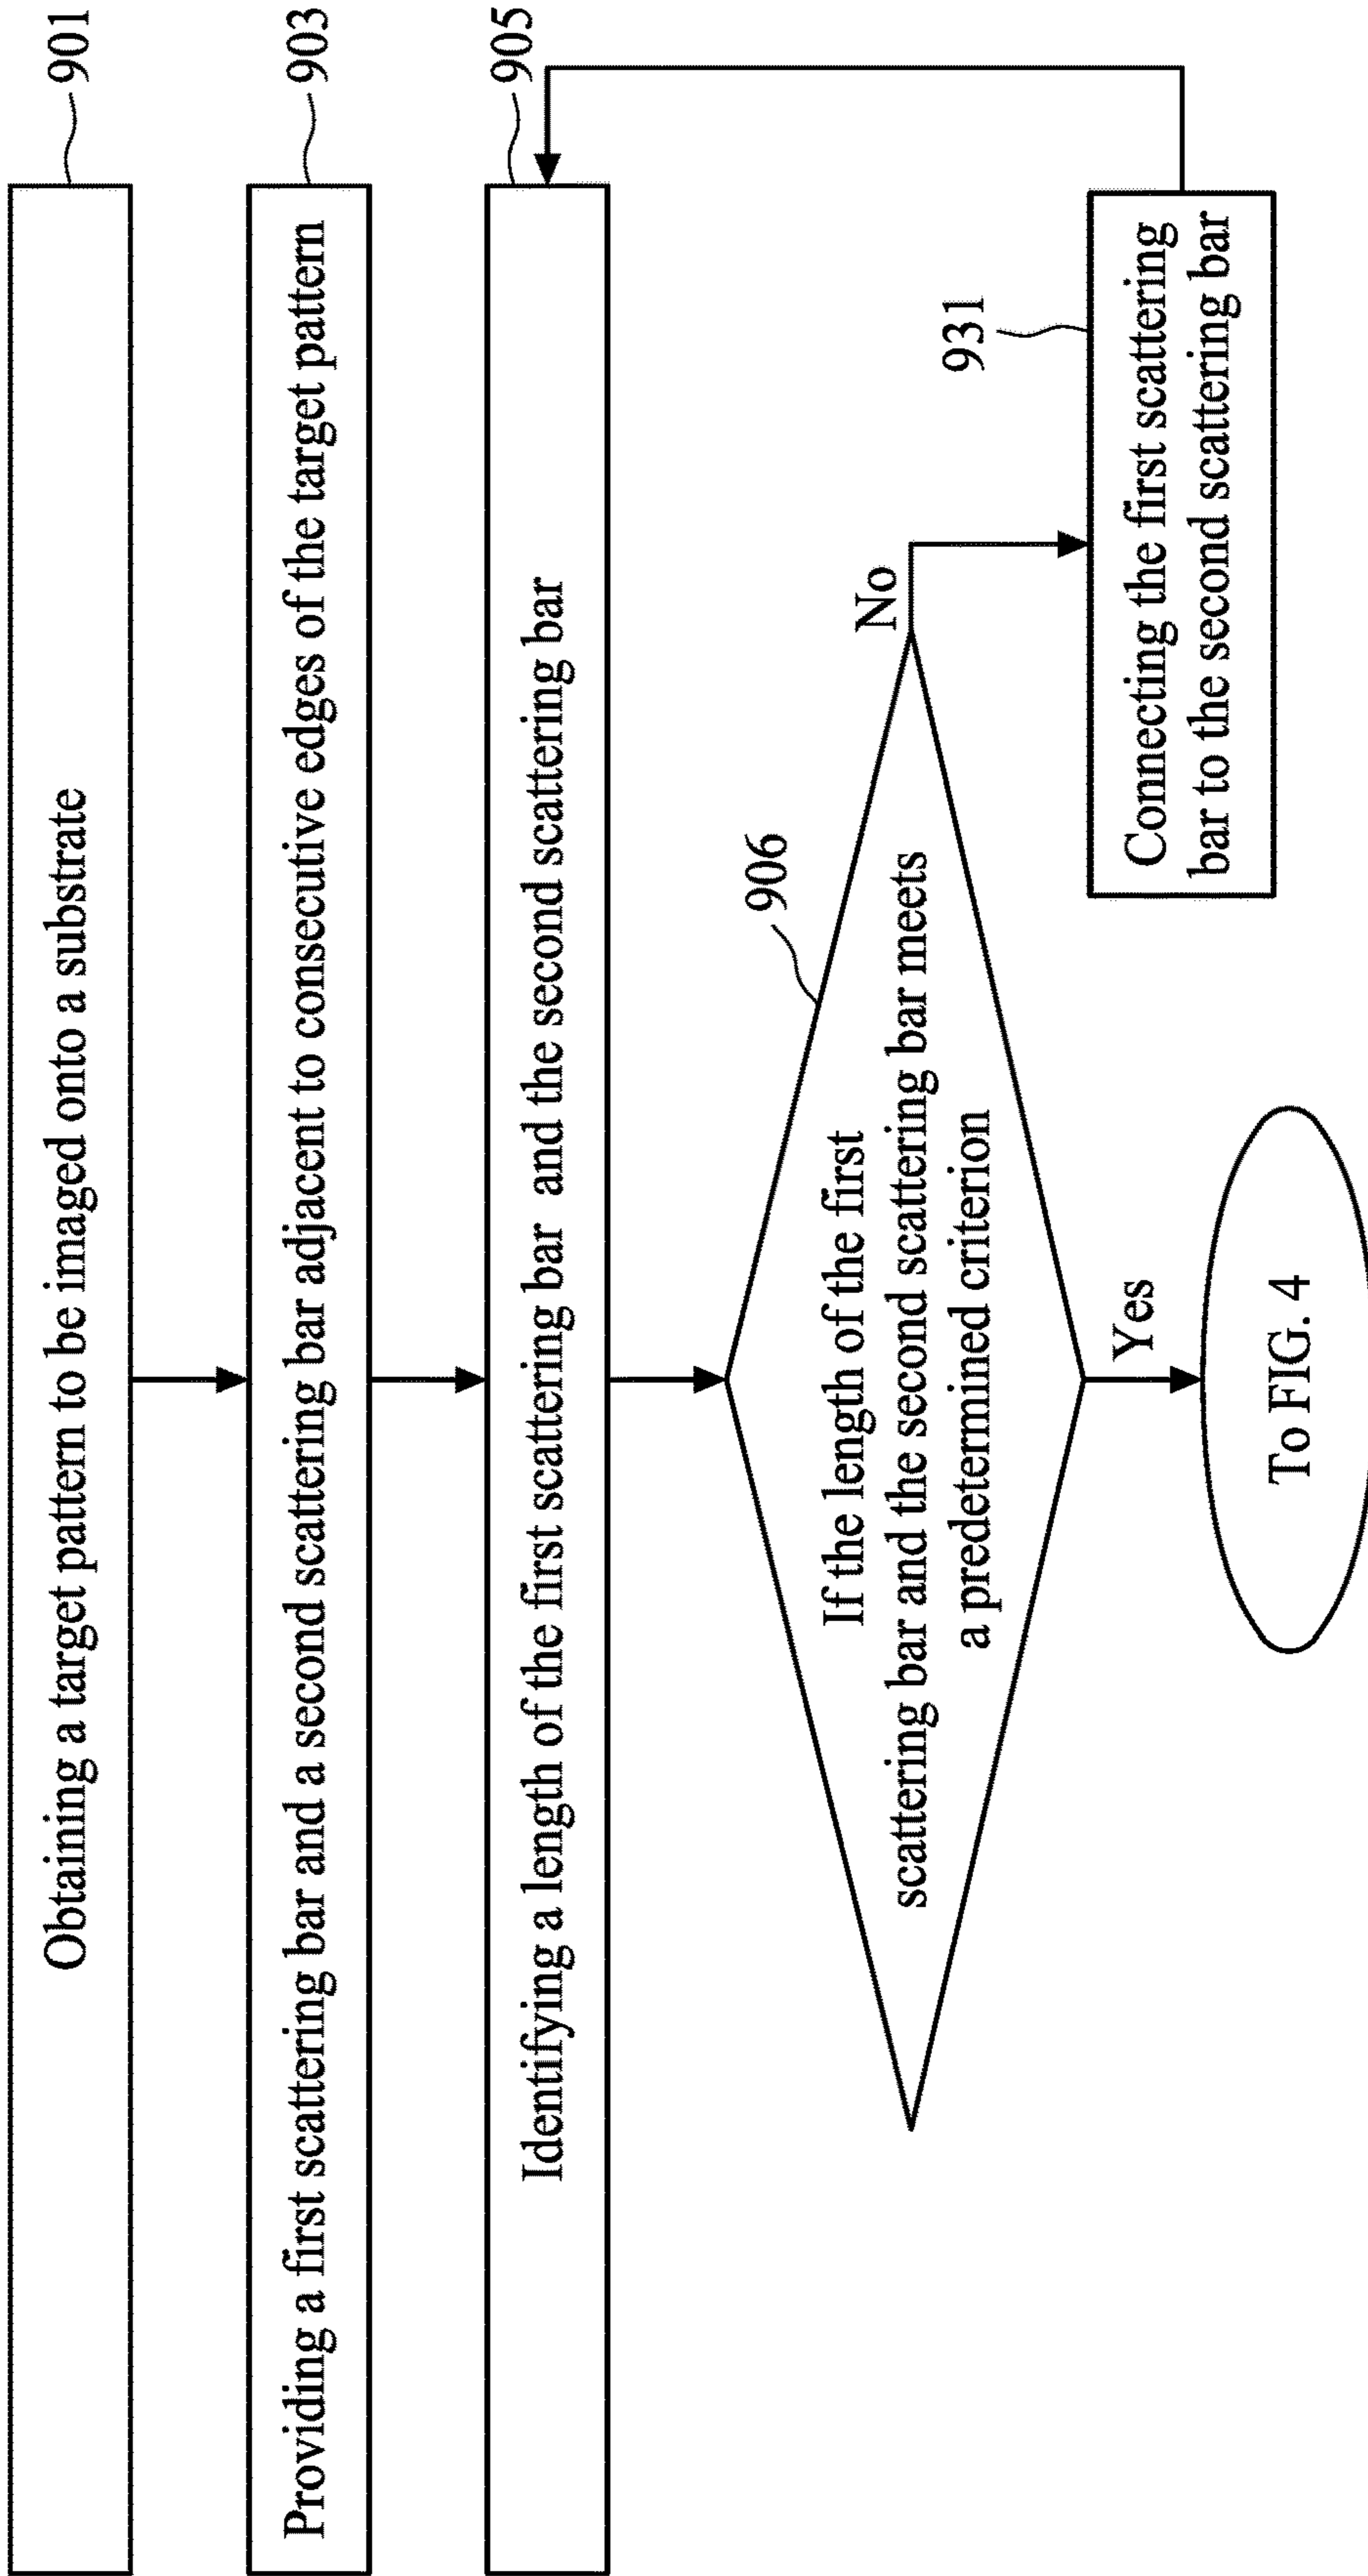 Obtaining a target pattern to be imaged onto a substrate
901
Providing a first scattering bar and a second scattering bar adjacent to consecutive edges of the target pattern
903
Identifying a length of the first scattering bar and the second scattering bar
905
906
If the length of the first
scattering bar and the second scattering bar meets
a predetermined criterion
No
931
Connecting the first scattering
bar to the second scattering bar
Yes
To FIG. 4